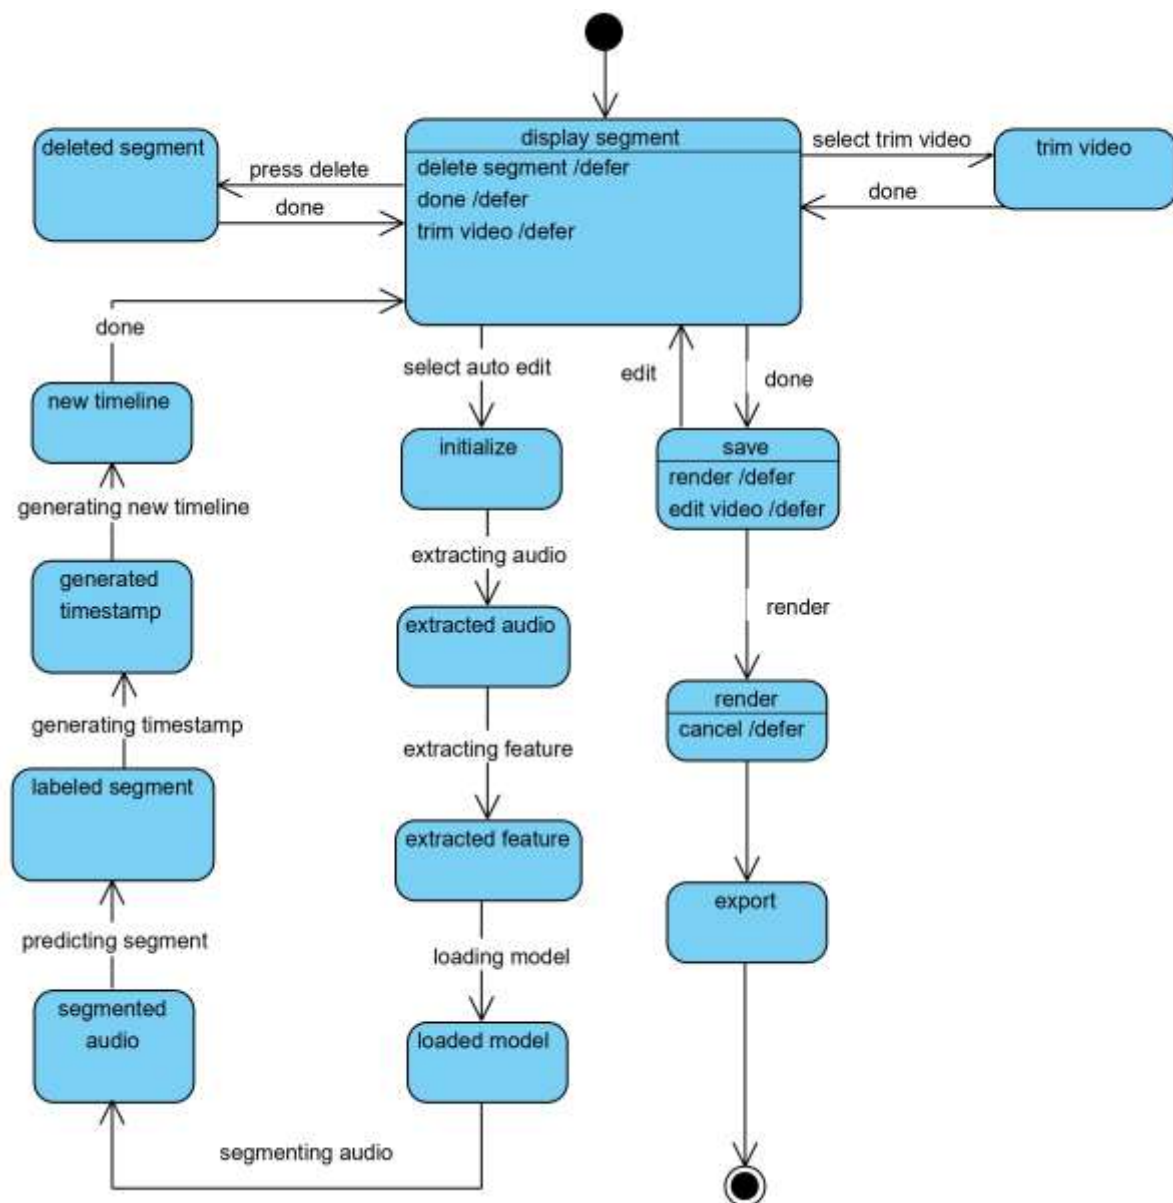 display segment
delete segment /defer
done /defer
trim video /defer
deleted segment
press delete
done
select trim video
trim video
done
done
select auto edit
edit
done
new timeline
initialize
save
render /defer
edit video /defer
generating new timeline
extracting audio
generated
timestamp
extracted audio
render
generating timestamp
extracting feature
render
cancel /defer
labeled segment
extracted feature
export
predicting segment
loading model
segmented
audio
loaded model
segmenting audio